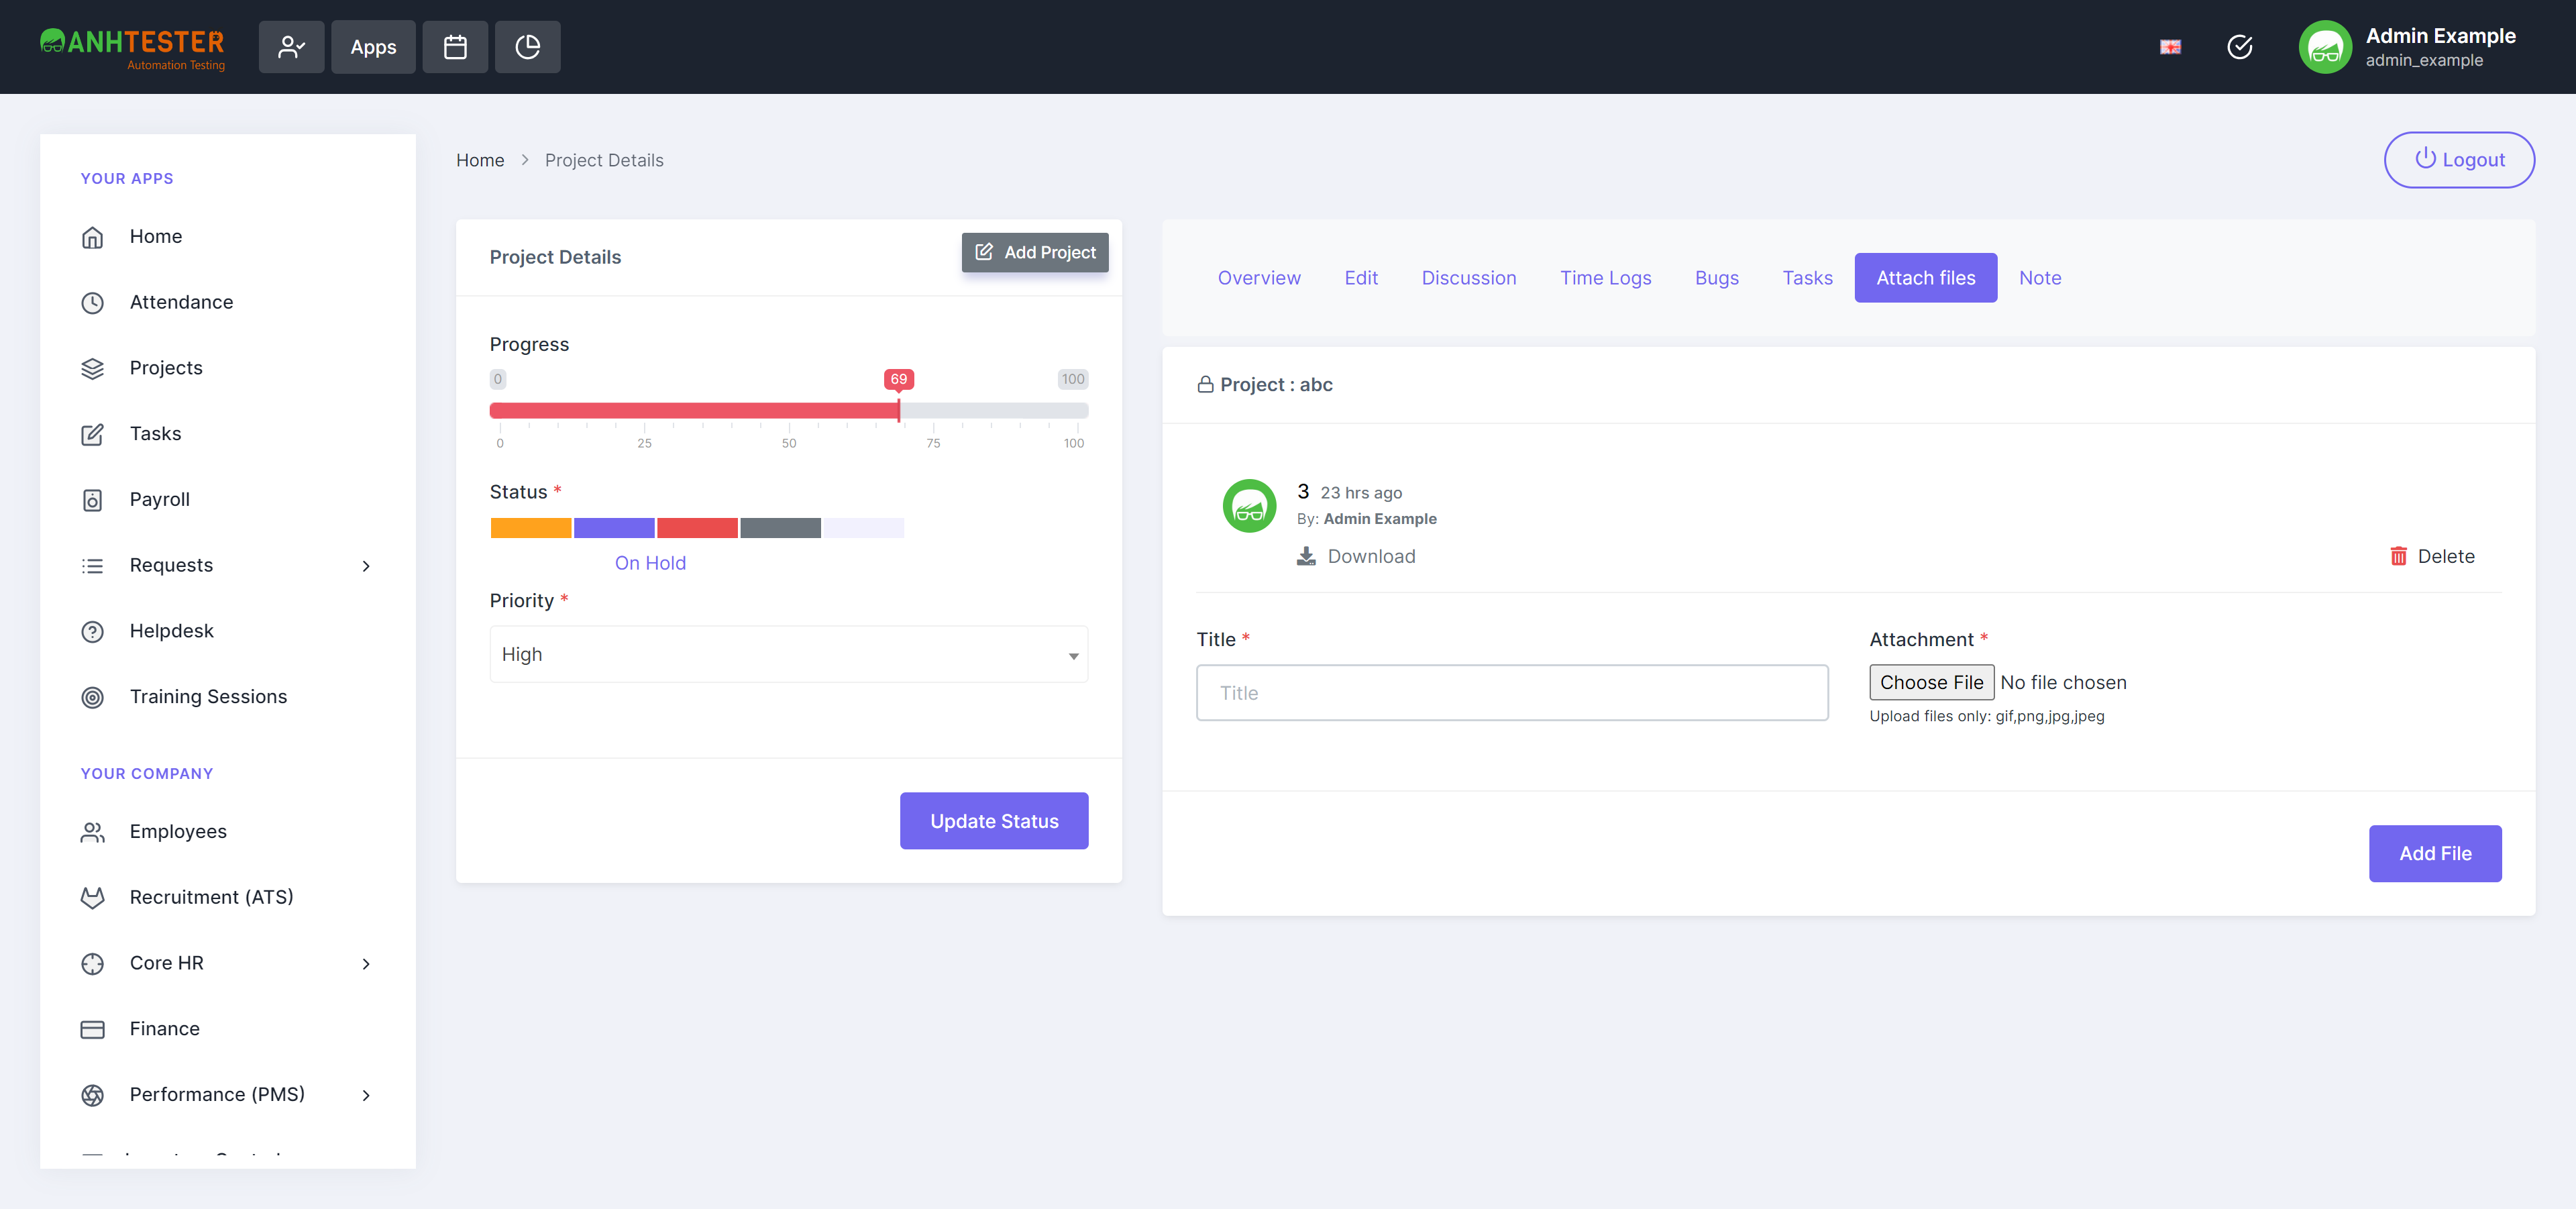 ANHTESTER
Automation Testing
Apps
Admin Example
admin_example
YOUR APPS
Home
Attendance
Projects
Tasks
Payroll
Requests
Helpdesk
Training Sessions
YOUR COMPANY
Employees
Recruitment (ATS)
Core HR
Finance
Performance (PMS)
Home > Project Details
Logout
Project Details
Add Project
Progress
0 69 100
0 25 50 75 100
Status *
On Hold
Priority *
High
Update Status
Overview Edit Discussion Time Logs Bugs Tasks Attach files Note
Project : abc
3 23 hrs ago
By: Admin Example
Download
Delete
Title *
Title
Attachment *
Choose File No file chosen
Upload files only: gif,png,jpg,jpeg
Add File